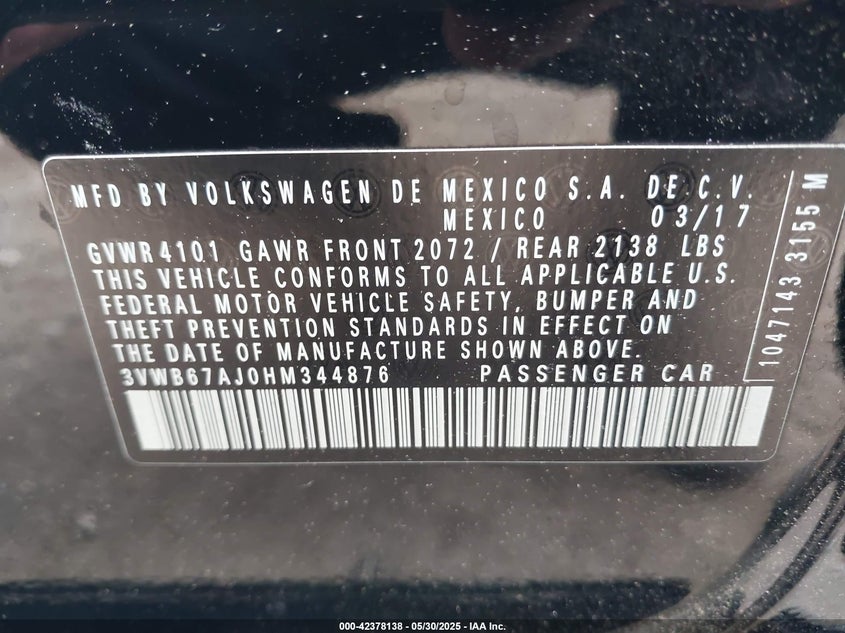 MFD BY VOLKSWAGEN DE MEXICO S.A. DE C.V.
MEXICO 03/17
GVWR4101 GAWR FRONT 2072 / REAR 2138 LBS
THIS VEHICLE CONFORMS TO ALL APPLICABLE U.S.
FEDERAL MOTOR VEHICLE SAFETY, BUMPER AND
THEFT PREVENTION STANDARDS IN EFFECT ON
THE DATE OF MANUFACTURE SHOWN ABOVE.
3VWB67AJ0HM344876 PASSENGER CAR
1047143 3155 M
000-42378138 - 05/30/2025 - IAA Inc.